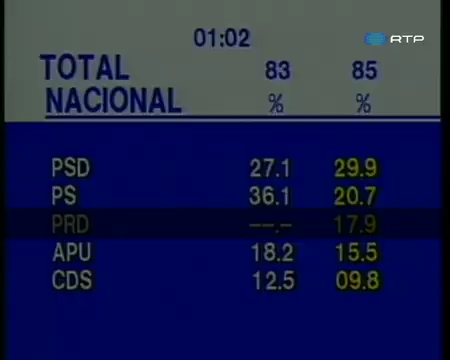 01:02
RTP
TOTAL 83 85
NACIONAL % %
PSD 27.1 29.9
PS 36.1 20.7
PRD --.- 17.9
APU 18.2 15.5
CDS 12.5 09.8